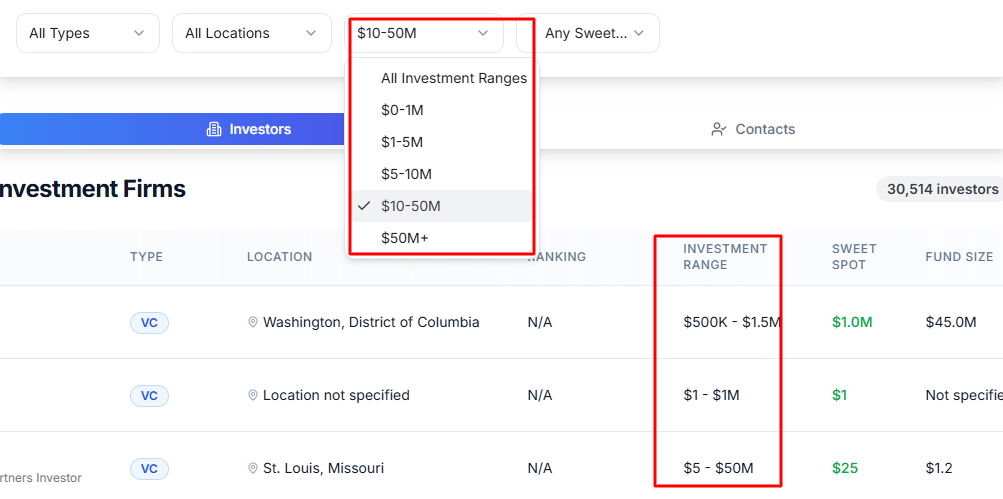 All Types
All Locations
$10-50M
Any Sweet...
All Investment Ranges
$0-1M
$1-5M
$5-10M
$10-50M
$50M+
Investors
Contacts
nvestment Firms
30,514 investors
TYPE
LOCATION
RANKING
INVESTMENT
RANGE
SWEET
SPOT
FUND SIZE
VC
Washington, District of Columbia
N/A
$500K - $1.5M
$1.0M
$45.0M
VC
Location not specified
N/A
$1 - $1M
$1
Not specifie
rtners Investor
VC
St. Louis, Missouri
N/A
$5 - $50M
$25
$1.2